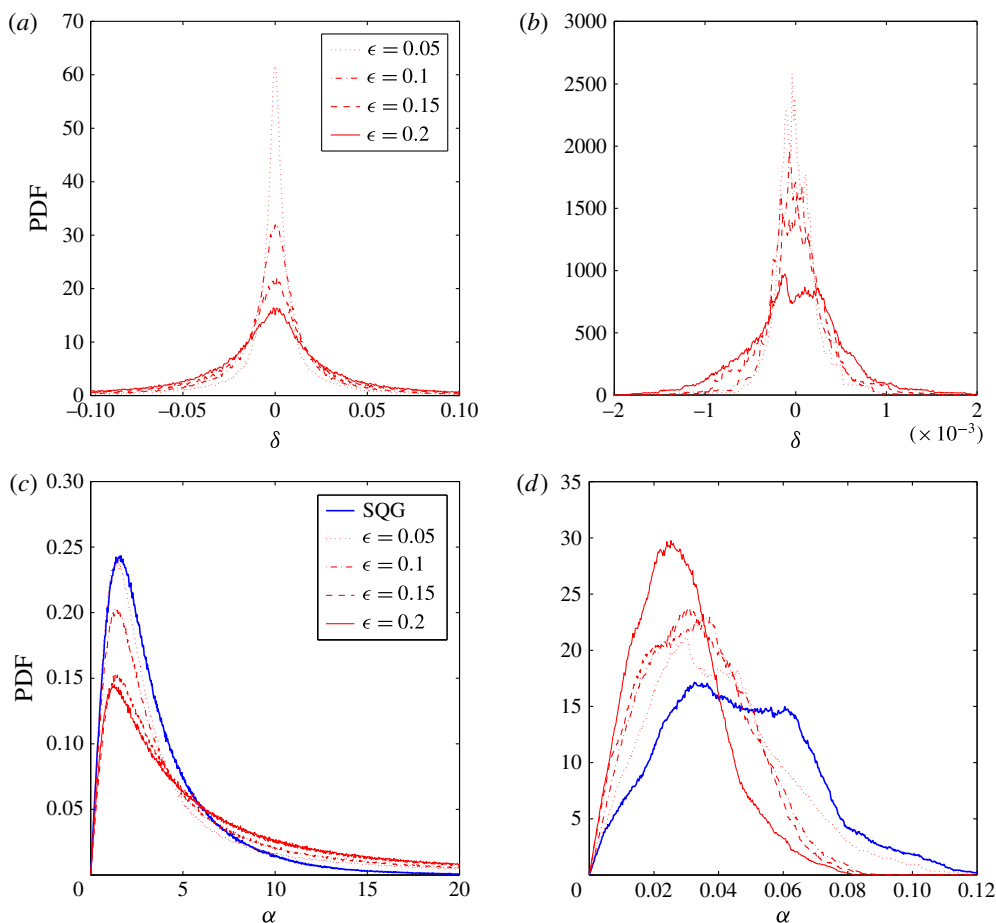 (a)
70
60
50
40
30
20
10
0
PDF
−0.10
−0.05
0
0.05
0.10
δ
ϵ = 0.05
ϵ = 0.1
ϵ = 0.15
ϵ = 0.2
(b)
3000
2500
2000
1500
1000
500
0
−2
−1
0
1
2
(× 10⁻³)
δ
(c)
0.30
0.25
0.20
0.15
0.10
0.05
PDF
0
5
10
15
20
α
SQG
ϵ = 0.05
ϵ = 0.1
ϵ = 0.15
ϵ = 0.2
(d)
35
30
25
20
15
10
5
0
0.02
0.04
0.06
0.08
0.10
0.12
α